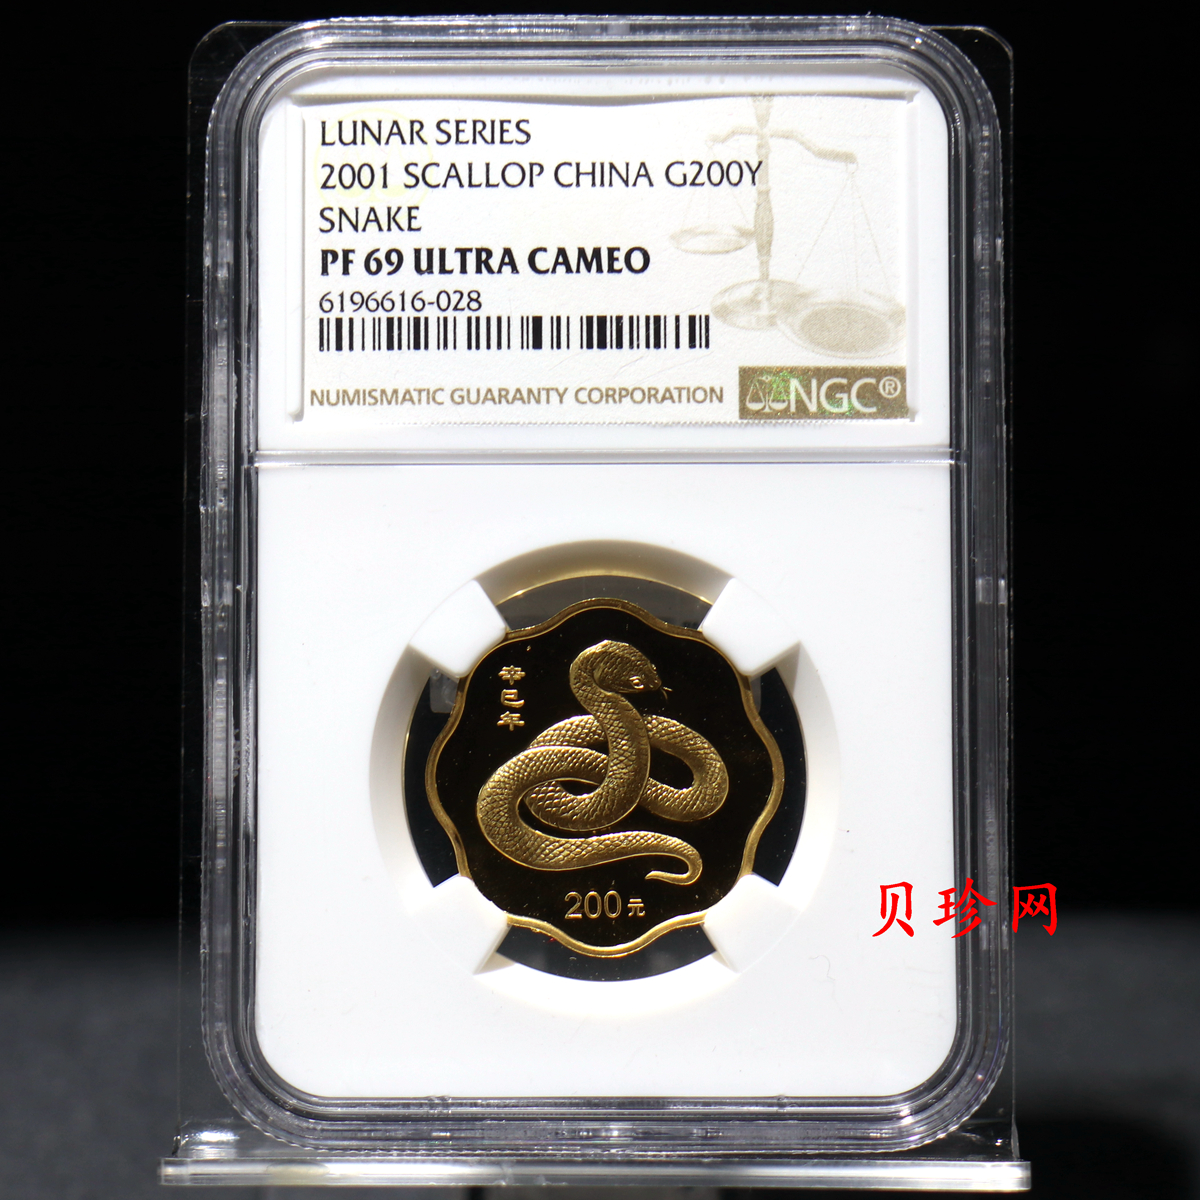 LUNAR SERIES
2001 SCALLOP CHINA G200Y
SNAKE
PF 69 ULTRA CAMEO
6196616-028
NUMISMATIC GUARANTY CORPORATION
NGC®
辛巳年
200元
贝珍网